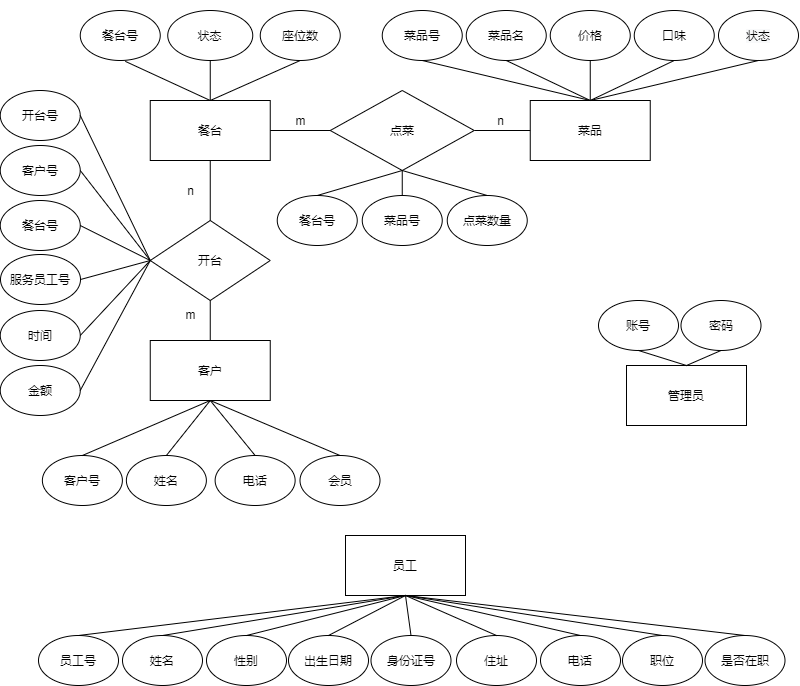 餐台号
状态
座位数
菜品号
菜品名
价格
口味
状态
开台号
客户号
餐台号
服务员工号
时间
金额
餐台
m
点菜
n
菜品
餐台号
菜品号
点菜数量
n
开台
m
客户
客户号
姓名
电话
会员
账号
密码
管理员
员工
员工号
姓名
性别
出生日期
身份证号
住址
电话
职位
是否在职